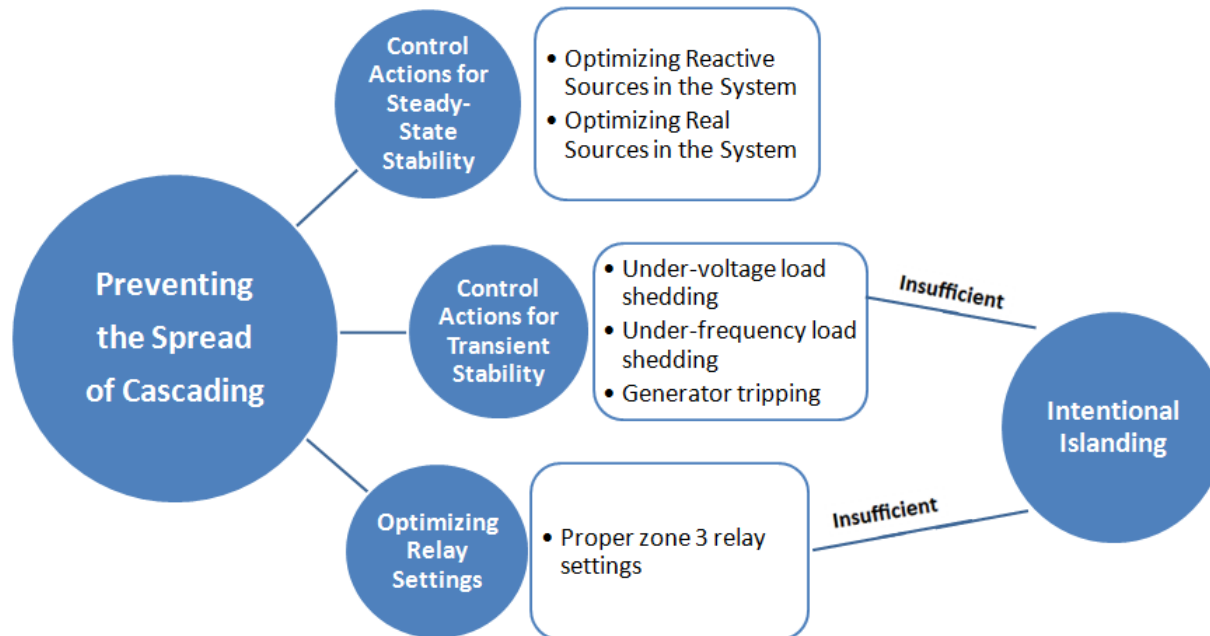 Control
Actions for
Steady-
State
Stability
• Optimizing Reactive
Sources in the System
• Optimizing Real
Sources in the System
Preventing
the Spread
of Cascading
Control
Actions for
Transient
Stability
• Under-voltage load
shedding
• Under-frequency load
shedding
• Generator tripping
Insufficient
Intentional
Islanding
Optimizing
Relay
Settings
• Proper zone 3 relay
settings
Insufficient